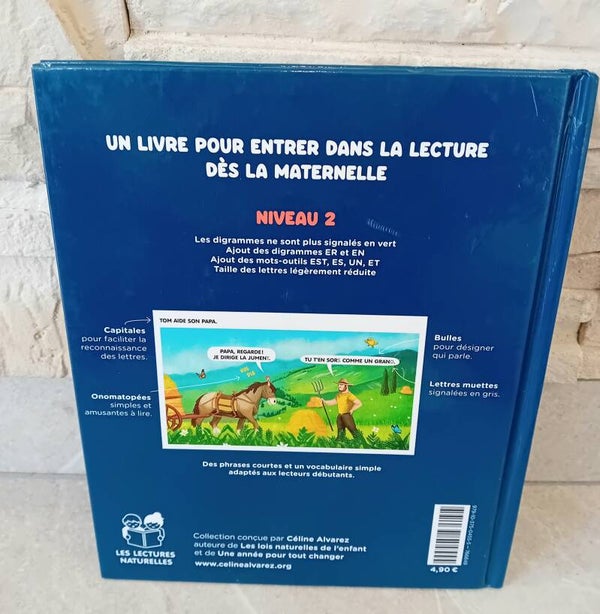 UN LIVRE POUR ENTRER DANS LA LECTURE
DÈS LA MATERNELLE
NIVEAU 2
Les digrammes ne sont plus signalés en vert
Ajout des digrammes ER et EN
Ajout des mots-outils EST, ES, UN, ET
Taille des lettres légèrement réduite
TOM AIDE SON PAPA.
Capitales
pour faciliter la
reconnaissance
des lettres.
PAPA, REGARDE!
JE DIRIGE LA JUMENT.
TU T'EN SORS COMME UN GRAND.
Bulles
pour désigner
qui parle.
Onomatopées
simples et
amusantes à lire.
Lettres muettes
signalées en gris.
Des phrases courtes et un vocabulaire simple
adaptés aux lecteurs débutants.
LES LECTURES
NATURELLES
Collection conçue par Céline Alvarez
auteure de Les lois naturelles de l'enfant
et de Une année pour tout changer
www.celinealvarez.org
4,90 €